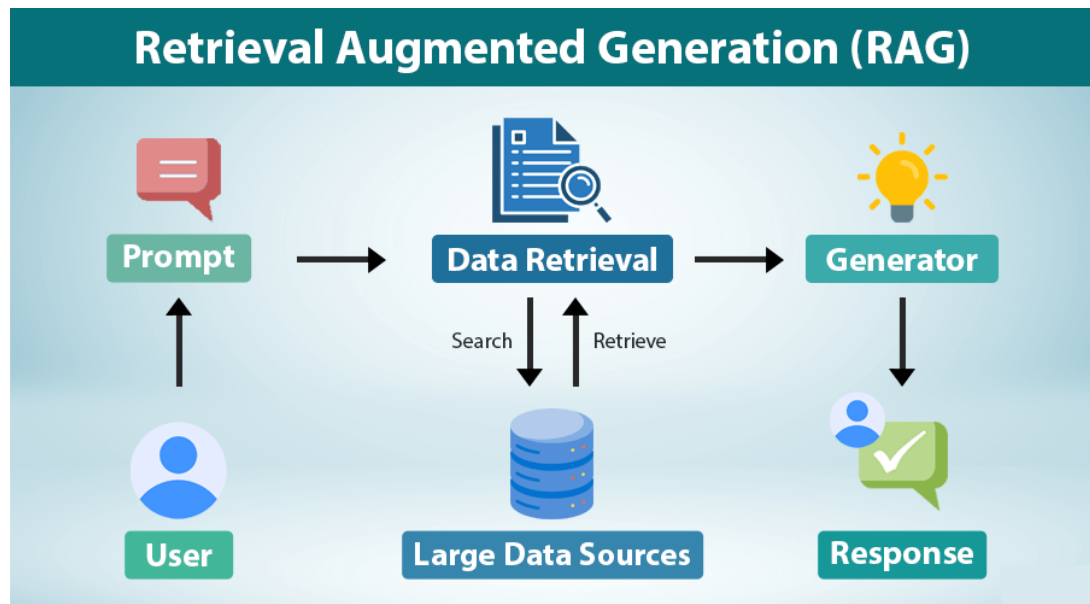 Retrieval Augmented Generation (RAG)
Prompt
Data Retrieval
Generator
Search
Retrieve
User
Large Data Sources
Response